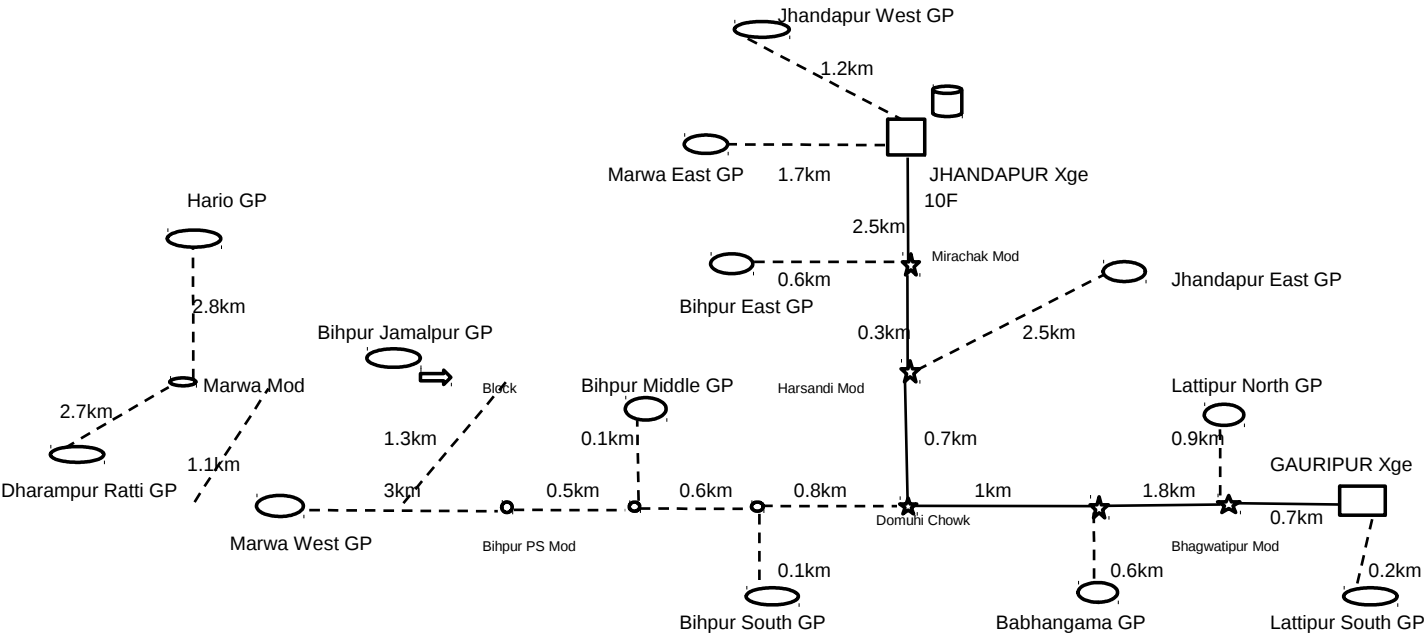 Jhandapur West GP
1.2km
Marwa East GP
1.7km
JHANDAPUR Xge
10F
Hario GP
2.5km
Mirachak Mod
0.6km
Jhandapur East GP
Bihpur East GP
2.8km
Bihpur Jamalpur GP
0.3km
2.5km
Marwa Mod
Block
Bihpur Middle GP
Harsandi Mod
Lattipur North GP
2.7km
1.3km
0.1km
0.7km
0.9km
1.1km
GAURIPUR Xge
Dharampur Ratti GP
3km
0.5km
0.6km
0.8km
1km
1.8km
0.7km
Domuhi Chowk
Marwa West GP
Bihpur PS Mod
Bhagwatipur Mod
0.1km
0.6km
0.2km
Bihpur South GP
Babhangama GP
Lattipur South GP